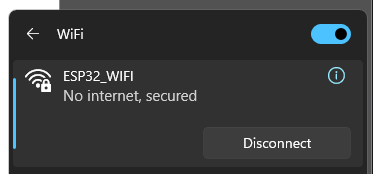 WiFi
ESP32_WIFI
No internet, secured
Disconnect